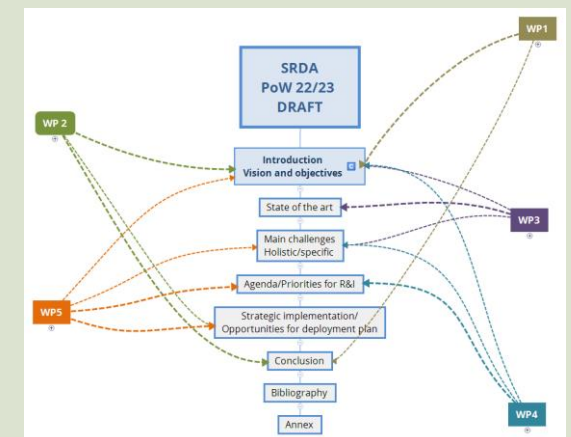 WP1
SRDA
PoW 22/23
DRAFT
WP 2
Introduction
Vision and objectives
State of the art
WP3
Main challenges
Holistic/specific
Agenda/Priorities for R&I
WP5
Strategic implementation/
Opportunities for deployment plan
Conclusion
Bibliography
WP4
Annex